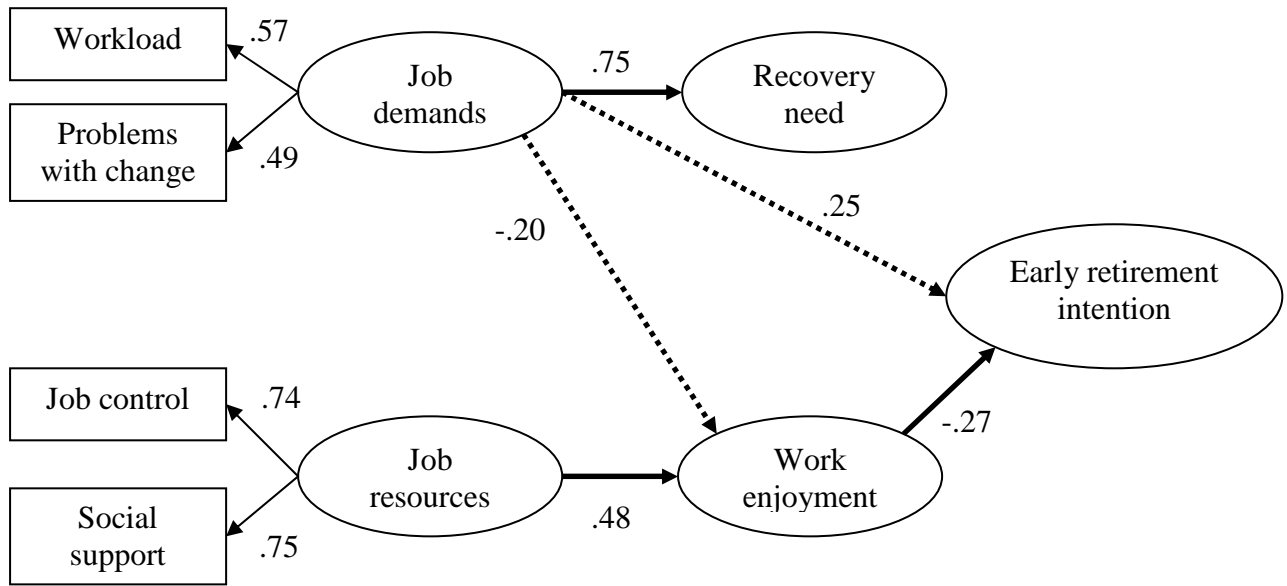 Workload
.57
Job
demands
.75
Recovery
need
Problems
with change
.49
-.20
.25
Early retirement
intention
Job control
.74
Job
resources
.48
Work
enjoyment
-.27
Social
support
.75